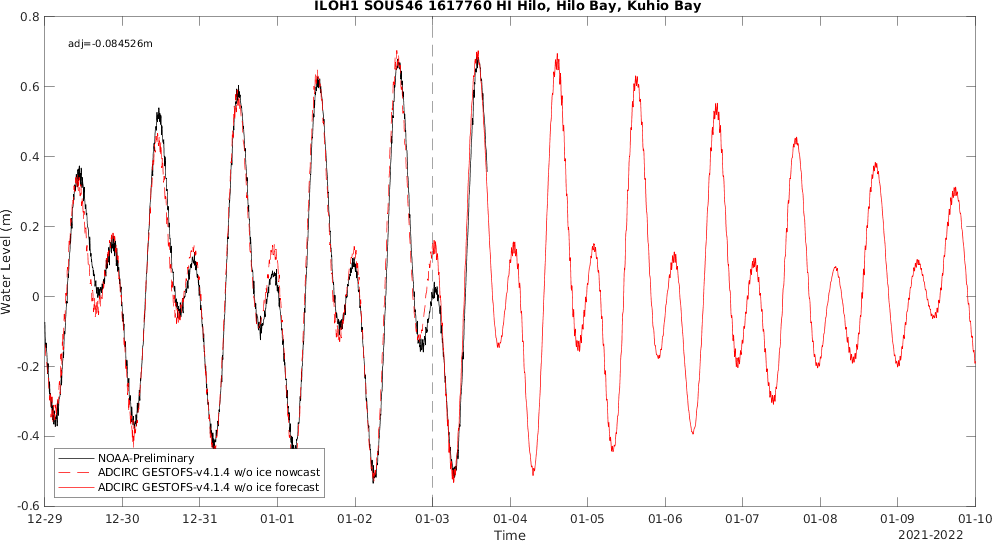 ILOH1 SOUS46 1617760 HI Hilo, Hilo Bay, Kuhio Bay
adj=-0.084526m
0.8
0.6
0.4
0.2
0
-0.2
-0.4
-0.6
Water Level (m)
NOAA-Preliminary
ADCIRC GESTOFS-v4.1.4 w/o ice nowcast
ADCIRC GESTOFS-v4.1.4 w/o ice forecast
12-29 12-30 12-31 01-01 01-02 01-03 01-04 01-05 01-06 01-07 01-08 01-09 01-10
Time
2021-2022